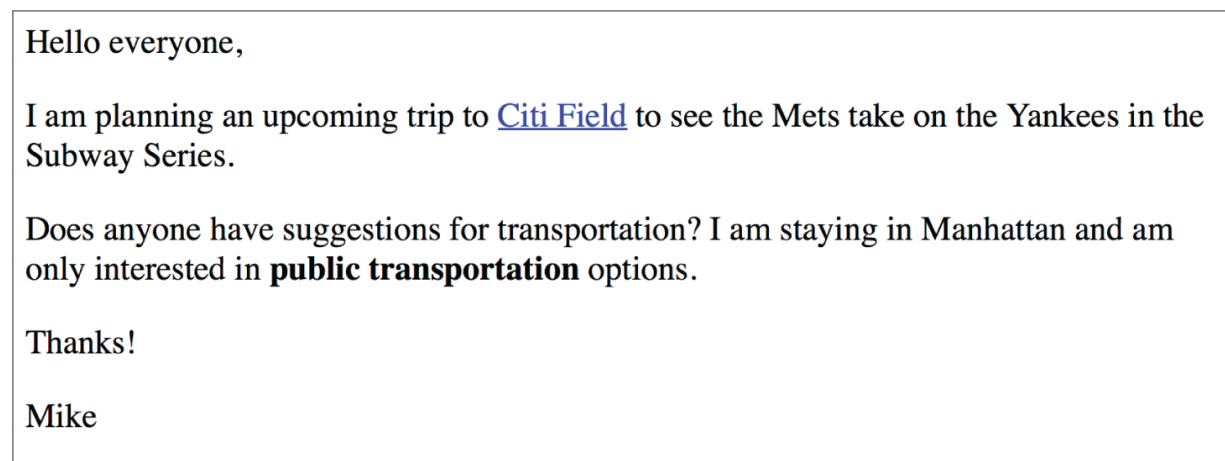 Hello everyone,
I am planning an upcoming trip to Citi Field to see the Mets take on the Yankees in the
Subway Series.
Does anyone have suggestions for transportation? I am staying in Manhattan and am
only interested in public transportation options.
Thanks!
Mike